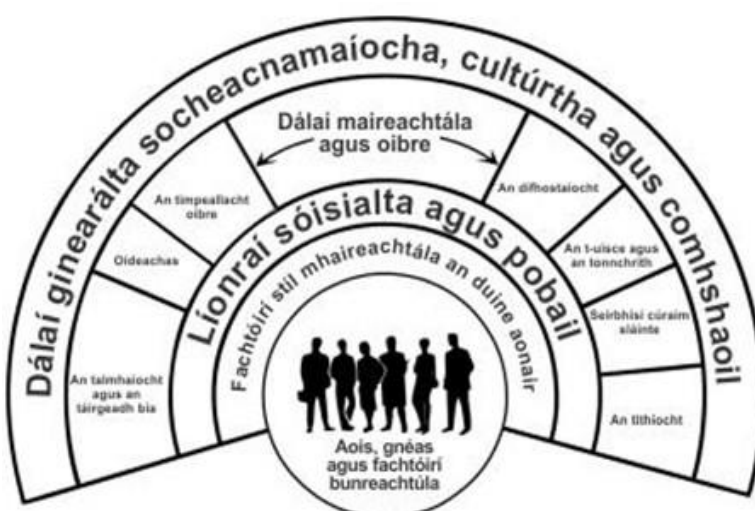 Dálaí ginearálta socheacnamaíocha, cultúrtha agus comhshaoil
Dálaí maireachtála
agus oibre
An timpeallacht
oibre
Oideachas
An talmhaíocht
agus an
táirgeadh bia
An dífhostaíocht
An t-uisce agus
an tonnchrith
Seirbhísí cúraim
sláinte
An tithíocht
Líonraí sóisialta agus pobail
Fachtóirí stíl mhaireachtála an duine aonair
Aois, gnéas
agus fachtóirí
bunreachtúla